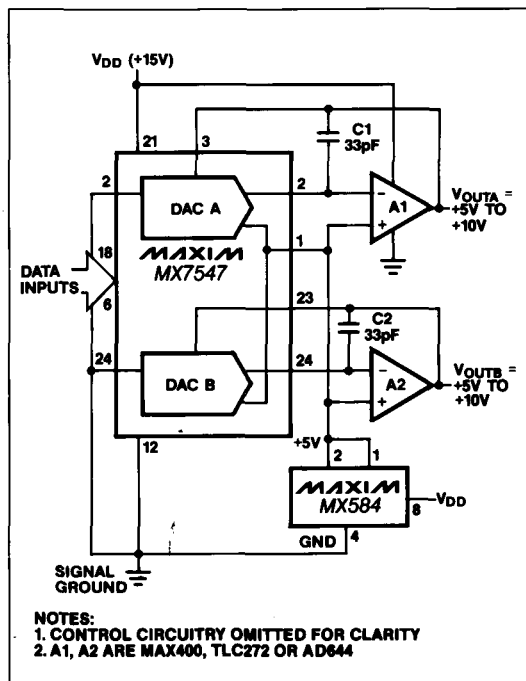 VDD (+15V)
21
3
C1
33pF
2
2
DAC A
A1
VOUTA =
+5V TO
+10V
−
+
1
18
MAXIM
MX7547
DATA
INPUTS
6
23
C2
33pF
24
24
DAC B
A2
VOUTB =
+5V TO
+10V
−
+
+5V
2
1
12
MAXIM
MX584
8
VDD
GND
4
SIGNAL
GROUND
NOTES:
1. CONTROL CIRCUITRY OMITTED FOR CLARITY
2. A1, A2 ARE MAX400, TLC272 OR AD644